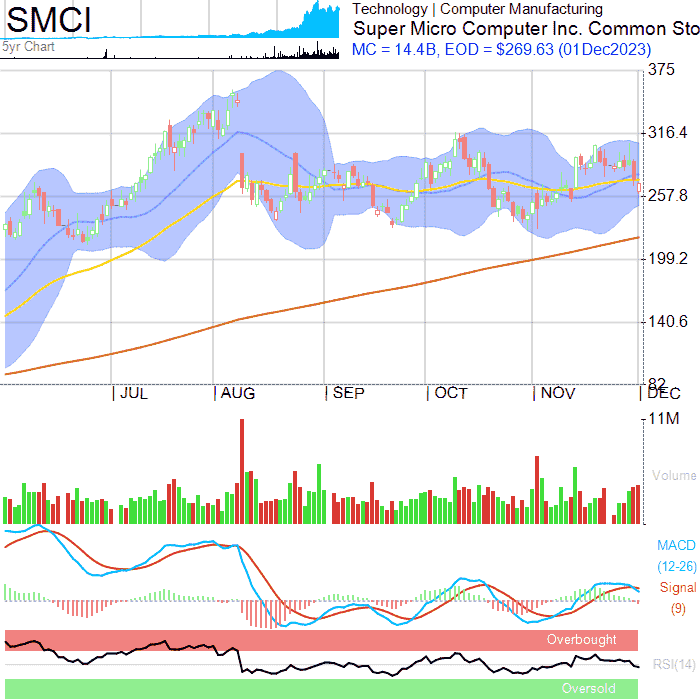 SMCI
5yr Chart
Technology | Computer Manufacturing
Super Micro Computer Inc. Common Sto
MC = 14.4B, EOD = $269.63 (01Dec2023)
375
316.4
257.8
199.2
140.6
82
JUL AUG SEP OCT NOV DEC
11M
Volume
MACD
(12-26)
Signal
(9)
Overbought
RSI(14)
Oversold